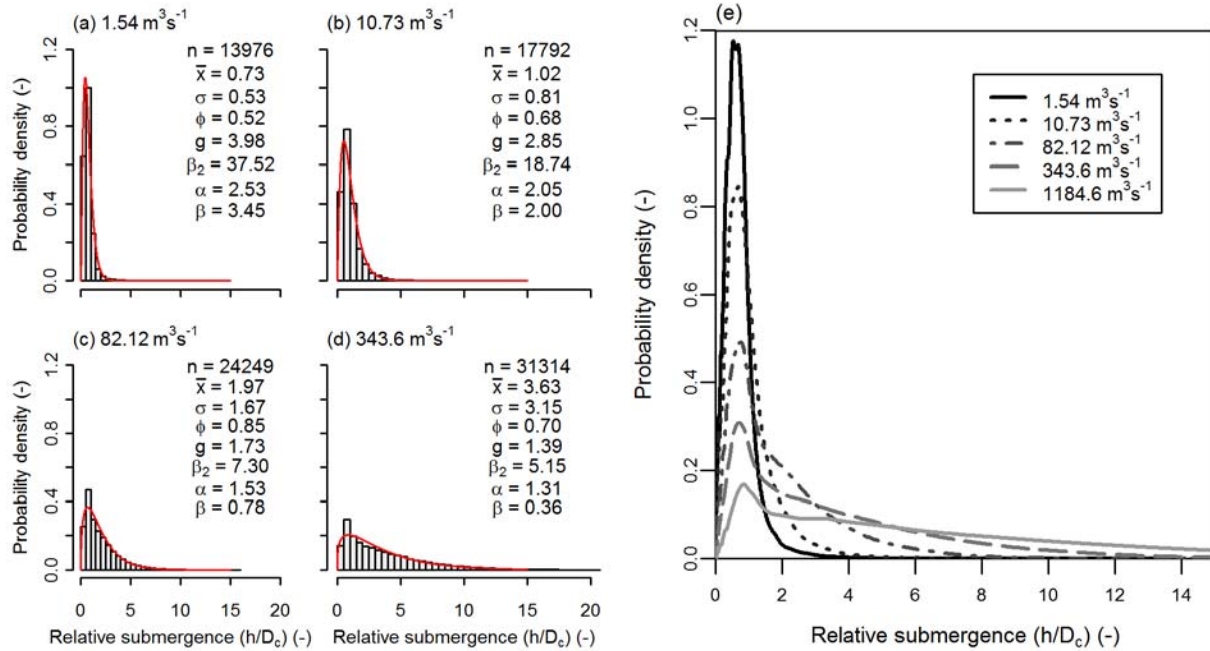 (a) 1.54 m³s⁻¹
Probability density (-)
0.0 0.4 0.8 1.2
n = 13976
x̄ = 0.73
σ = 0.53
ϕ = 0.52
g = 3.98
β₂ = 37.52
α = 2.53
β = 3.45
0 5 10 15 20
(b) 10.73 m³s⁻¹
n = 17792
x̄ = 1.02
σ = 0.81
ϕ = 0.68
g = 2.85
β₂ = 18.74
α = 2.05
β = 2.00
(c) 82.12 m³s⁻¹
Probability density (-)
0.0 0.4 0.8 1.2
n = 24249
x̄ = 1.97
σ = 1.67
ϕ = 0.85
g = 1.73
β₂ = 7.30
α = 1.53
β = 0.78
0 5 10 15 20
Relative submergence (h/D꜀) (-)
(d) 343.6 m³s⁻¹
n = 31314
x̄ = 3.63
σ = 3.15
ϕ = 0.70
g = 1.39
β₂ = 5.15
α = 1.31
β = 0.36
0 5 10 15 20
Relative submergence (h/D꜀) (-)
(e)
Probability density (-)
0.0 0.2 0.4 0.6 0.8 1.0 1.2
1.54 m³s⁻¹
10.73 m³s⁻¹
82.12 m³s⁻¹
343.6 m³s⁻¹
1184.6 m³s⁻¹
0 2 4 6 8 10 12 14
Relative submergence (h/D꜀) (-)